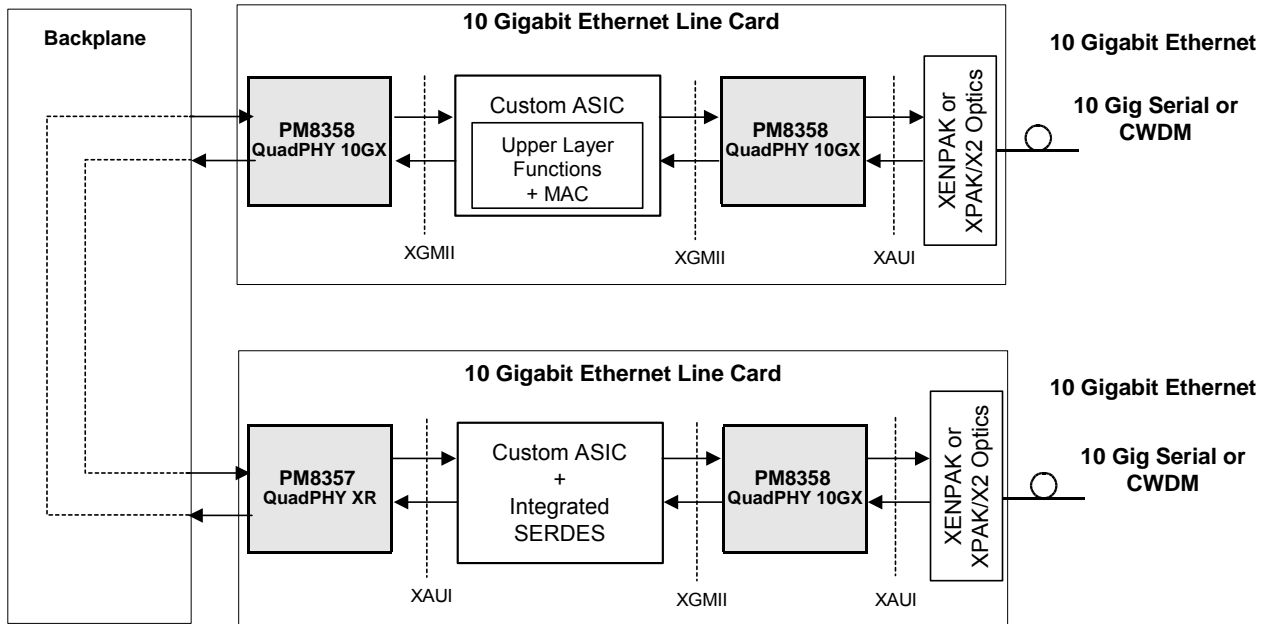 Backplane
10 Gigabit Ethernet Line Card
PM8358
QuadPHY 10GX
XGMII
Custom ASIC
Upper Layer
Functions
+ MAC
XGMII
PM8358
QuadPHY 10GX
XAUI
XENPAK or
XPAK/X2 Optics
10 Gigabit Ethernet
10 Gig Serial or
CWDM
10 Gigabit Ethernet Line Card
PM8357
QuadPHY XR
XAUI
Custom ASIC
+
Integrated
SERDES
XGMII
PM8358
QuadPHY 10GX
XAUI
XENPAK or
XPAK/X2 Optics
10 Gigabit Ethernet
10 Gig Serial or
CWDM